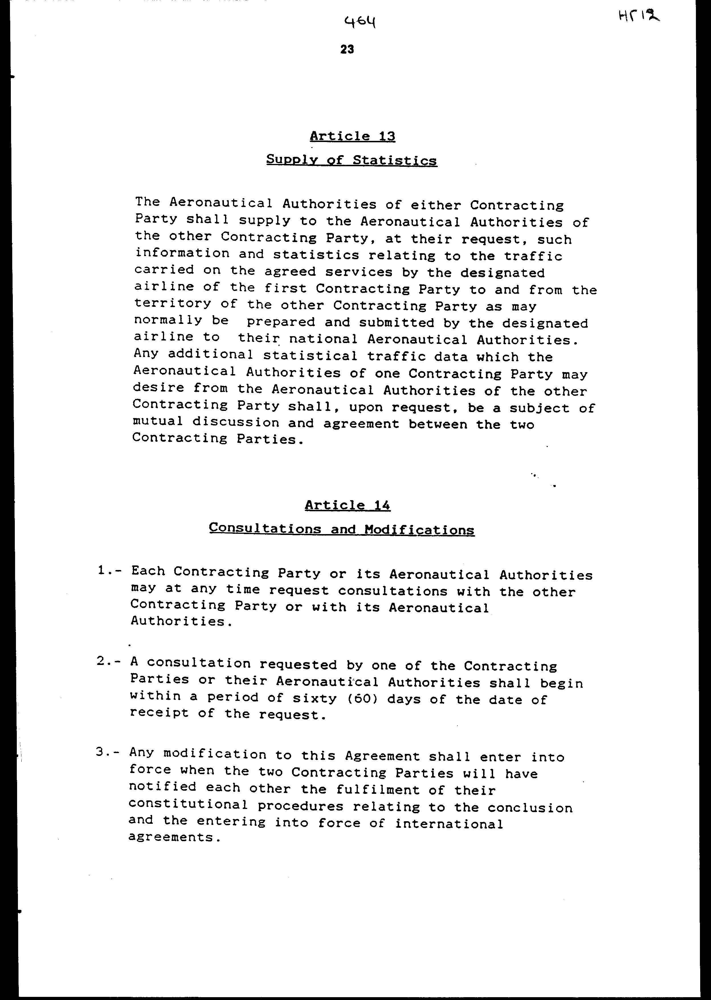 464
23
Article 13
Supply of Statistics
The Aeronautical Authorities of either Contracting
Party shall supply to the Aeronautical Authorities of
the other Contracting Party, at their request, such
information and statistics relating to the traffic
carried on the agreed services by the designated
airline of the first Contracting Party to and from the
territory of the other Contracting Party as may
normally be prepared and submitted by the designated
airline to their national Aeronautical Authorities.
Any additional statistical traffic data which the
Aeronautical Authorities of one Contracting Party may
desire from the Aeronautical Authorities of the other
Contracting Party shall, upon request, be a subject of
mutual discussion and agreement between the two
Contracting Parties.
Article 14
Consultations and Modifications
1.- Each Contracting Party or its Aeronautical Authorities
may at any time request consultations with the other
Contracting Party or with its Aeronautical
Authorities.
2.- A consultation requested by one of the Contracting
Parties or their Aeronautical Authorities shall begin
within a period of sixty (60) days of the date of
receipt of the request.
3.- Any modification to this Agreement shall enter into
force when the two Contracting Parties will have
notified each other the fulfilment of their
constitutional procedures relating to the conclusion
and the entering into force of international
agreements.